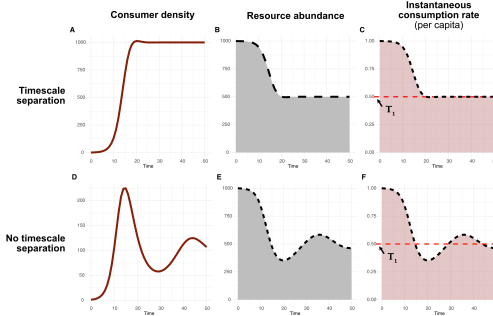 Consumer density
Resource abundance
Instantaneous
consumption rate
(per capita)
Timescale
separation
A
1000
750
500
250
0
0 10 20 30 40 50
Time
B
1000
750
500
250
0
0 10 20 30 40 50
Time
C
1.00
0.75
0.50
0.25
0.00
T1
0 10 20 30 40
Time
No timescale
separation
D
200
150
100
50
0
0 10 20 30 40 50
Time
E
1000
750
500
250
0
0 10 20 30 40 50
Time
F
1.00
0.75
0.50
0.25
0.00
T1
0 10 20 30 40
Time